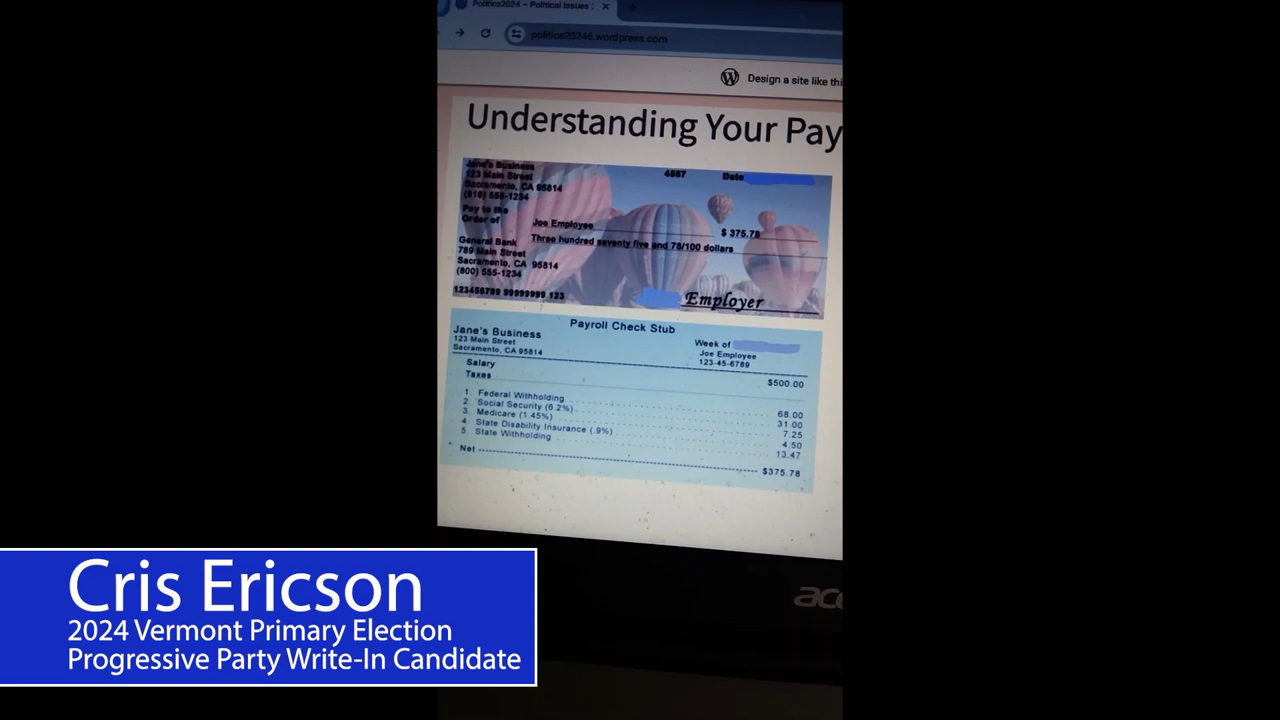 Politics2024 – Political Issues :
politics20246.wordpress.com
Design a site like thi
Understanding Your Pay
Jane's Business
123 Main Street
Sacramento, CA 95814
(916) 555-1234
4567
Date
Pay to the
Order of
Joe Employee
$ 375.78
Three hundred seventy five and 78/100 dollars
General Bank
789 Main Street
Sacramento, CA 95814
(800) 555-1234
123456789 99999999 123
Employer
Payroll Check Stub
Jane's Business
123 Main Street
Sacramento, CA 95814
Week of
Joe Employee
123-45-6789
Salary $500.00
Taxes
1. Federal Withholding 68.00
2. Social Security (6.2%) 31.00
3. Medicare (1.45%) 7.25
4. State Disability Insurance (.9%) 4.50
5. State Withholding 13.47
Net $375.78
ace
Cris Ericson
2024 Vermont Primary Election
Progressive Party Write-In Candidate